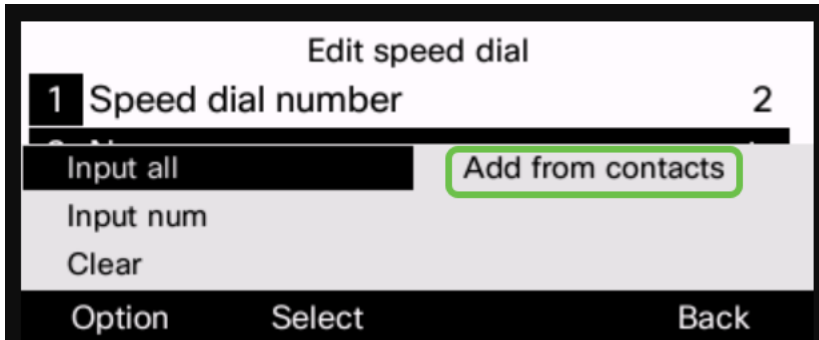 Edit speed dial
1 Speed dial number 2
Input all Add from contacts
Input num
Clear
Option Select Back